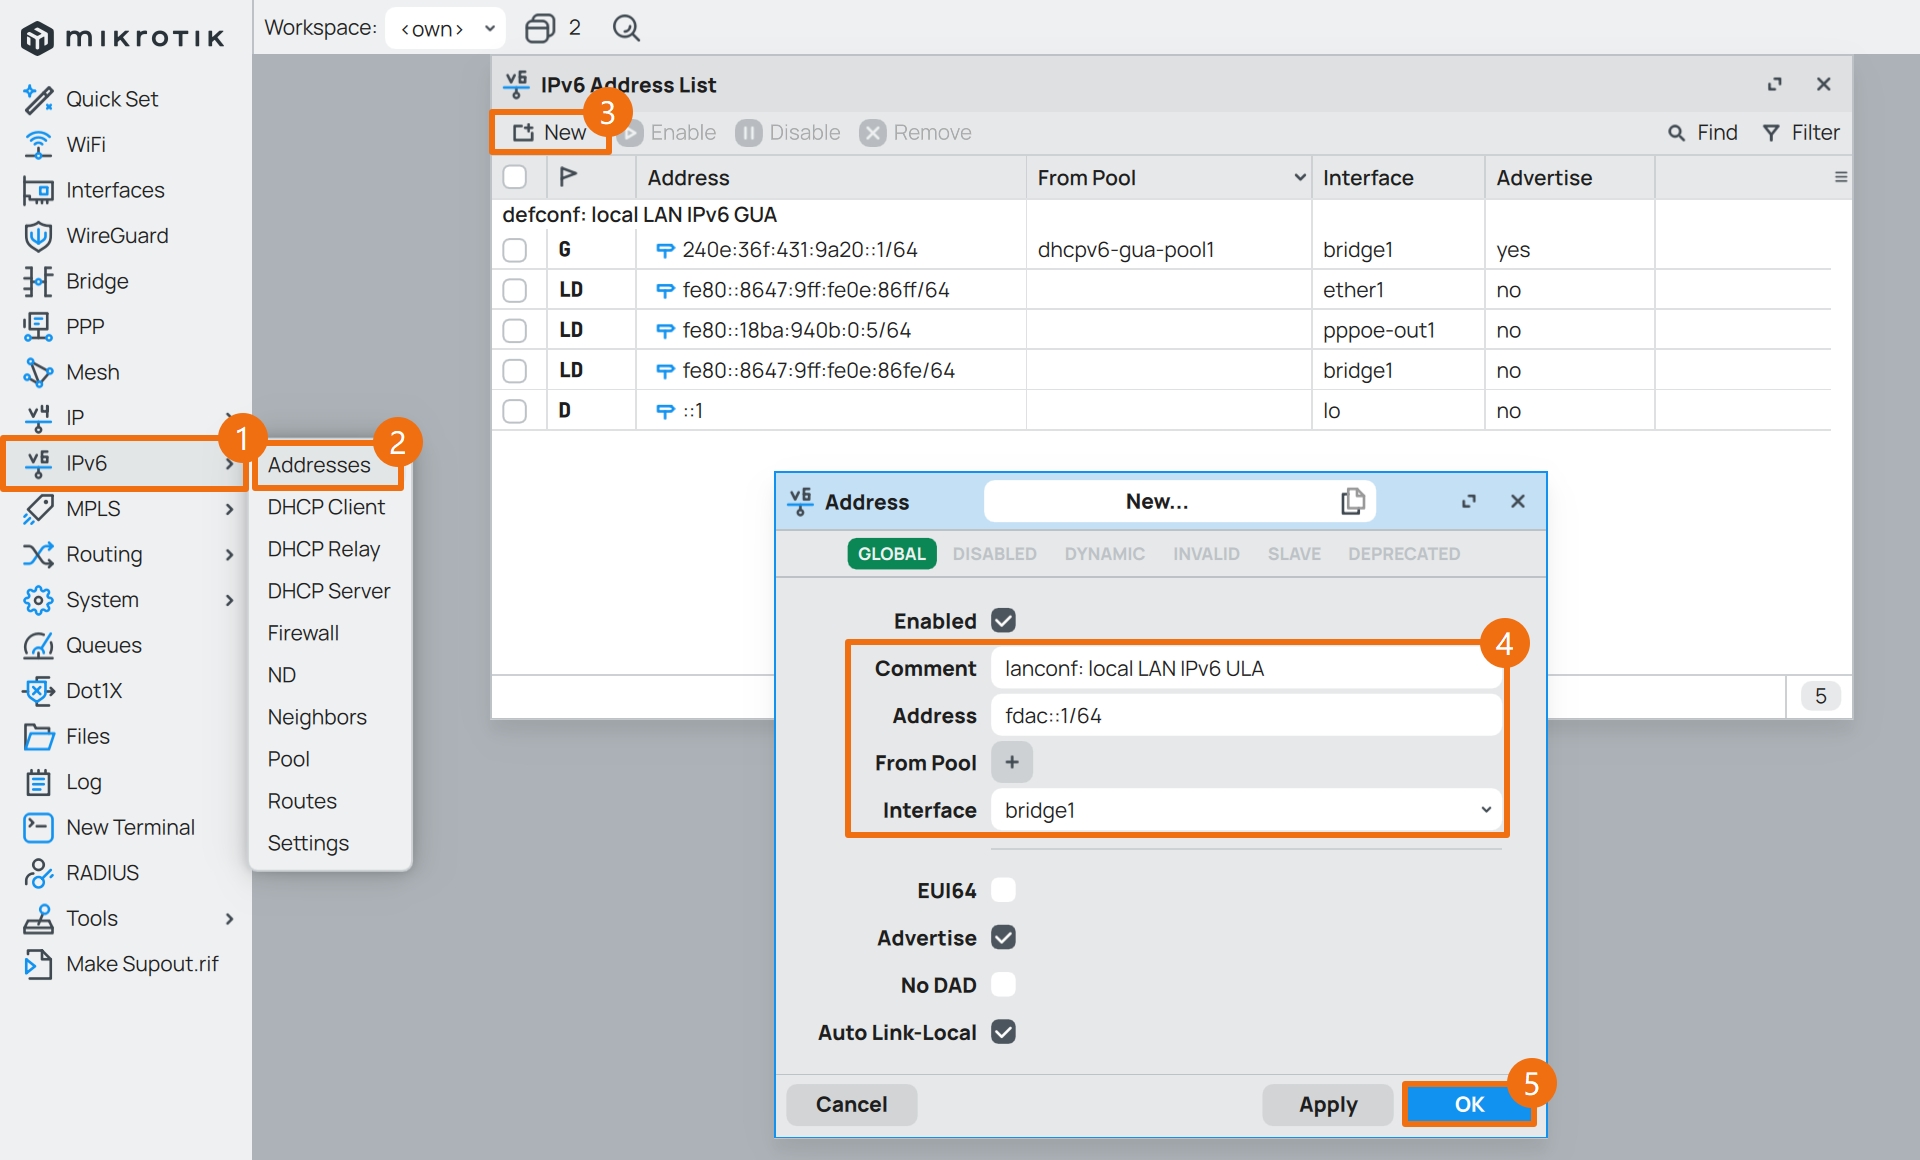 mikrotik
Workspace: <own> 2
Quick Set
WiFi
Interfaces
WireGuard
Bridge
PPP
Mesh
IP
IPv6
MPLS
Routing
System
Queues
Dot1X
Files
Log
New Terminal
RADIUS
Tools
Make Supout.rif
1
2
Addresses
DHCP Client
DHCP Relay
DHCP Server
Firewall
ND
Neighbors
Pool
Routes
Settings
v6 IPv6 Address List
3
New Enable Disable Remove Find Filter
Address From Pool Interface Advertise
defconf: local LAN IPv6 GUA
G 240e:36f:431:9a20::1/64 dhcpv6-gua-pool1 bridge1 yes
LD fe80::8647:9ff:fe0e:86ff/64 ether1 no
LD fe80::18ba:940b:0:5/64 pppoe-out1 no
LD fe80::8647:9ff:fe0e:86fe/64 bridge1 no
D ::1 lo no
5
v6 Address New...
GLOBAL DISABLED DYNAMIC INVALID SLAVE DEPRECATED
Enabled
4
Comment lanconf: local LAN IPv6 ULA
Address fdac::1/64
From Pool +
Interface bridge1
EUI64
Advertise
No DAD
Auto Link-Local
5
Cancel Apply OK